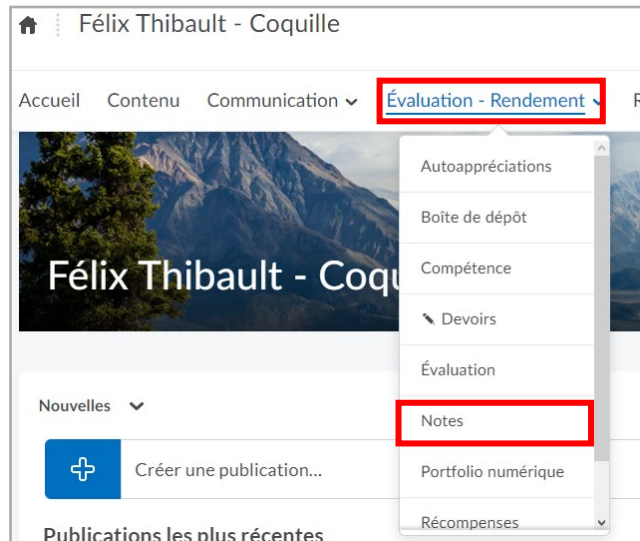 Félix Thibault - Coquille
Accueil Contenu Communication Évaluation - Rendement
Autoappréciations
Boîte de dépôt
Félix Thibault - Coqu
Compétence
Devoirs
Évaluation
Nouvelles
Notes
Créer une publication...
Portfolio numérique
Récompenses
Publications les plus récentes